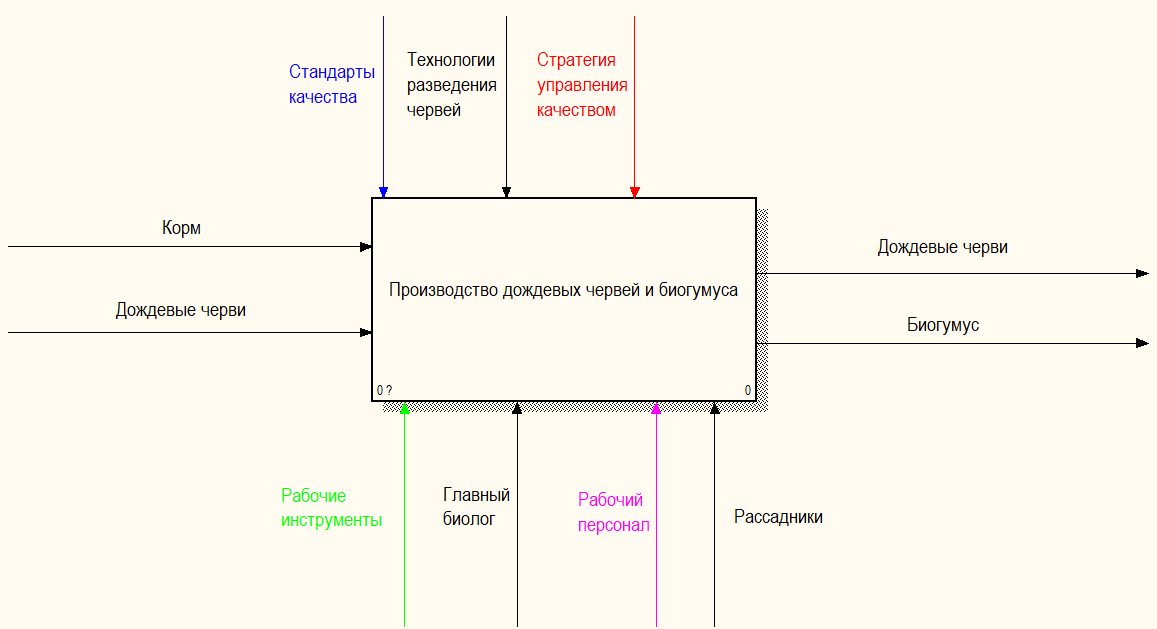 Стандарты
качества
Технологии
разведения
червей
Стратегия
управления
качеством
Корм
Дождевые черви
Производство дождевых червей и биогумуса
0 ?
0
Дождевые черви
Биогумус
Рабочие
инструменты
Главный
биолог
Рабочий
персонал
Рассадники